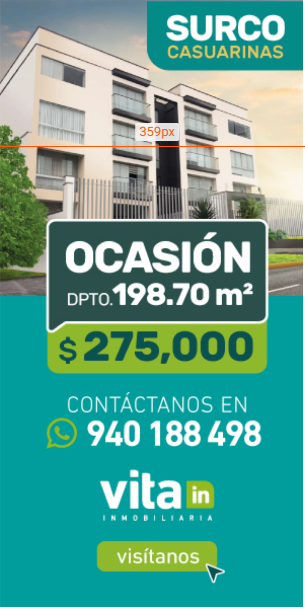 SURCO
CASUARINAS
359px
OCASIÓN
DPTO. 198.70 m²
$ 275,000
CONTÁCTANOS EN
940 188 498
vita in
INMOBILIARIA
visítanos